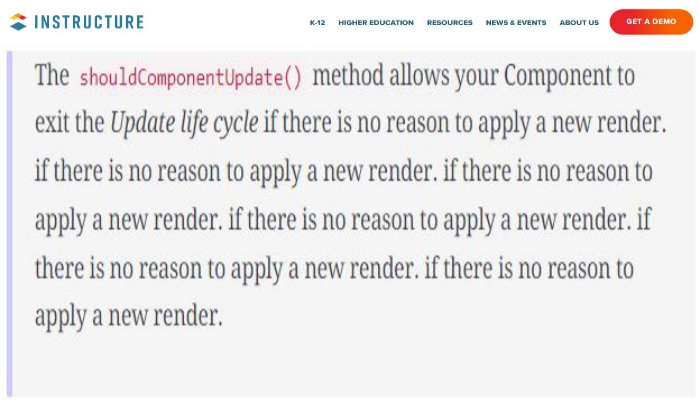 INSTRUCTURE K-12 HIGHER EDUCATION RESOURCES NEWS & EVENTS ABOUT US GET A DEMO
The shouldComponentUpdate() method allows your Component to
exit the Update life cycle if there is no reason to apply a new render.
if there is no reason to apply a new render. if there is no reason to
apply a new render. if there is no reason to apply a new render. if
there is no reason to apply a new render. if there is no reason to
apply a new render.